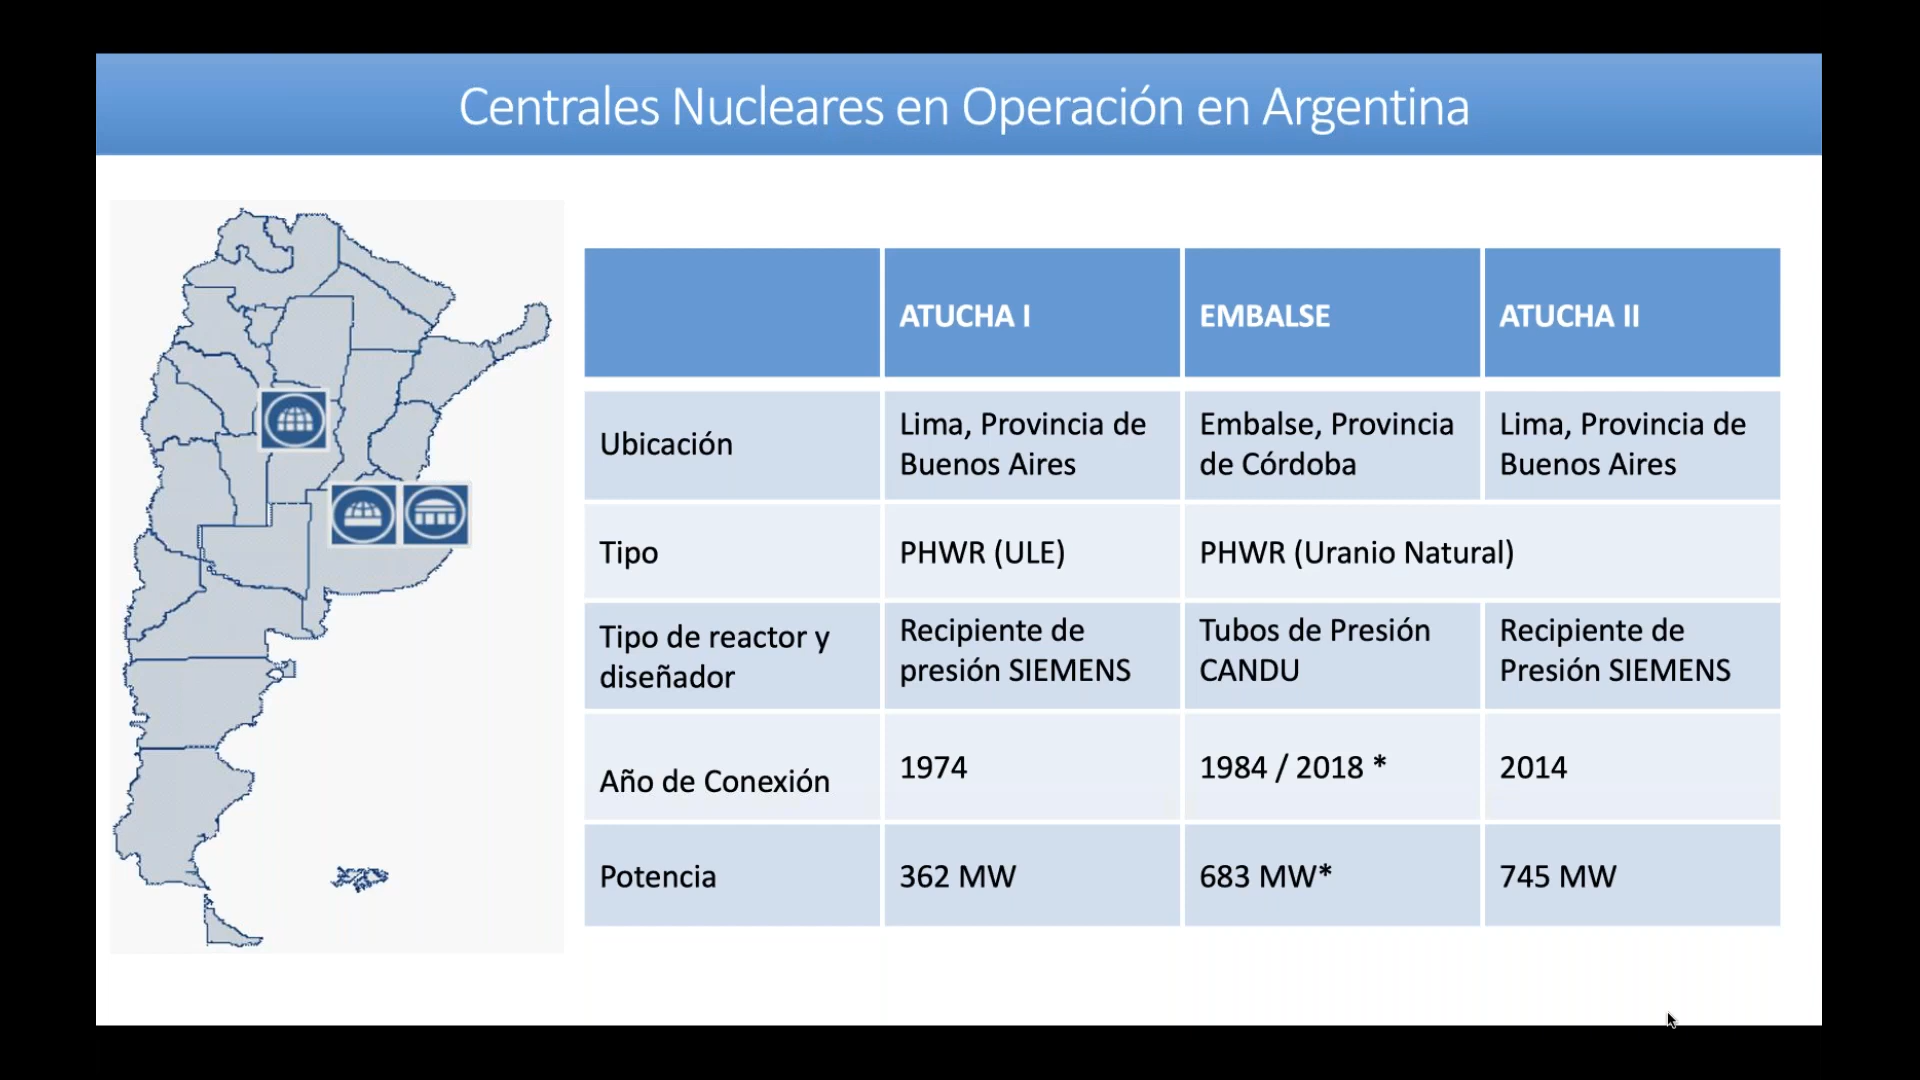 Centrales Nucleares en Operación en Argentina
ATUCHA I
EMBALSE
ATUCHA II
Ubicación
Lima, Provincia de
Buenos Aires
Embalse, Provincia
de Córdoba
Lima, Provincia de
Buenos Aires
Tipo
PHWR (ULE)
PHWR (Uranio Natural)
Tipo de reactor y
diseñador
Recipiente de
presión SIEMENS
Tubos de Presión
CANDU
Recipiente de
Presión SIEMENS
Año de Conexión
1974
1984 / 2018 *
2014
Potencia
362 MW
683 MW*
745 MW